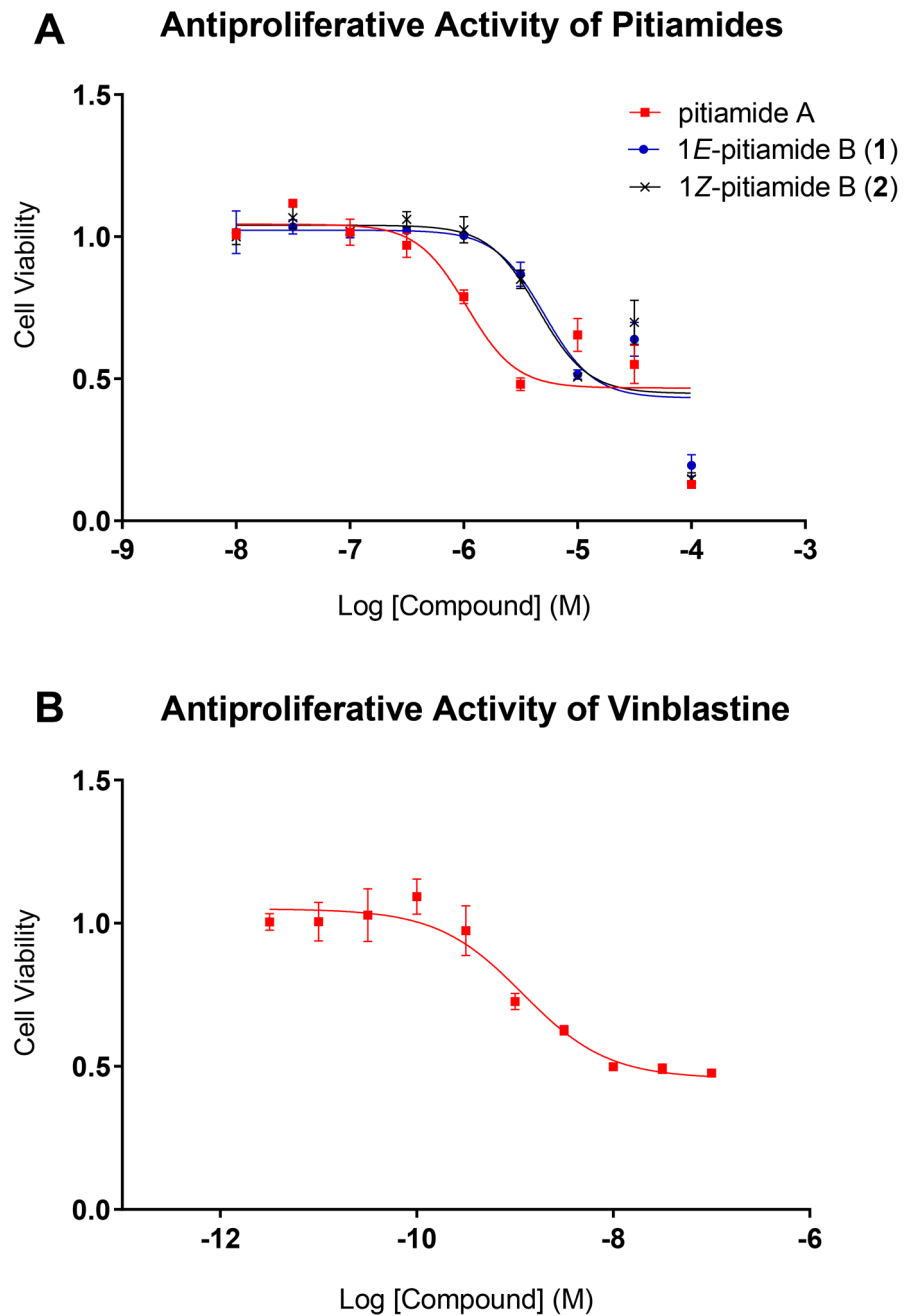 A
Antiproliferative Activity of Pitiamides
1.5
1.0
0.5
0.0
Cell Viability
pitiamide A
1E-pitiamide B (1)
1Z-pitiamide B (2)
-9
-8
-7
-6
-5
-4
-3
Log [Compound] (M)
B
Antiproliferative Activity of Vinblastine
1.5
1.0
0.5
0.0
Cell Viability
-12
-10
-8
-6
Log [Compound] (M)